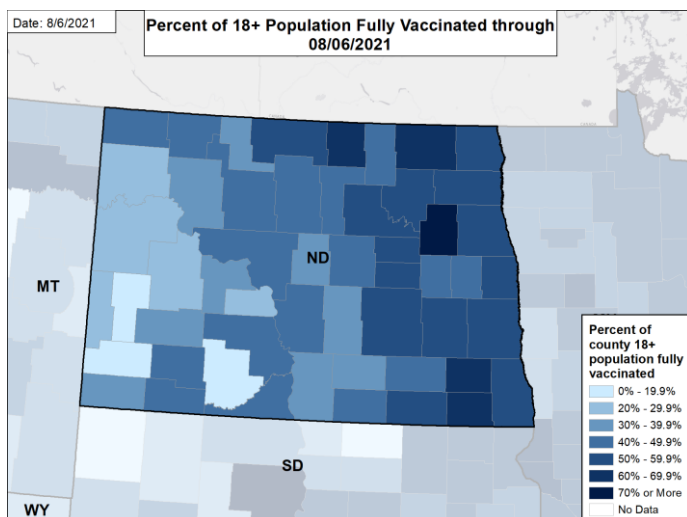 Date: 8/6/2021
Percent of 18+ Population Fully Vaccinated through
08/06/2021
ND
MT
SD
WY
Percent of
county 18+
population fully
vaccinated
0% - 19.9%
20% - 29.9%
30% - 39.9%
40% - 49.9%
50% - 59.9%
60% - 69.9%
70% or More
No Data